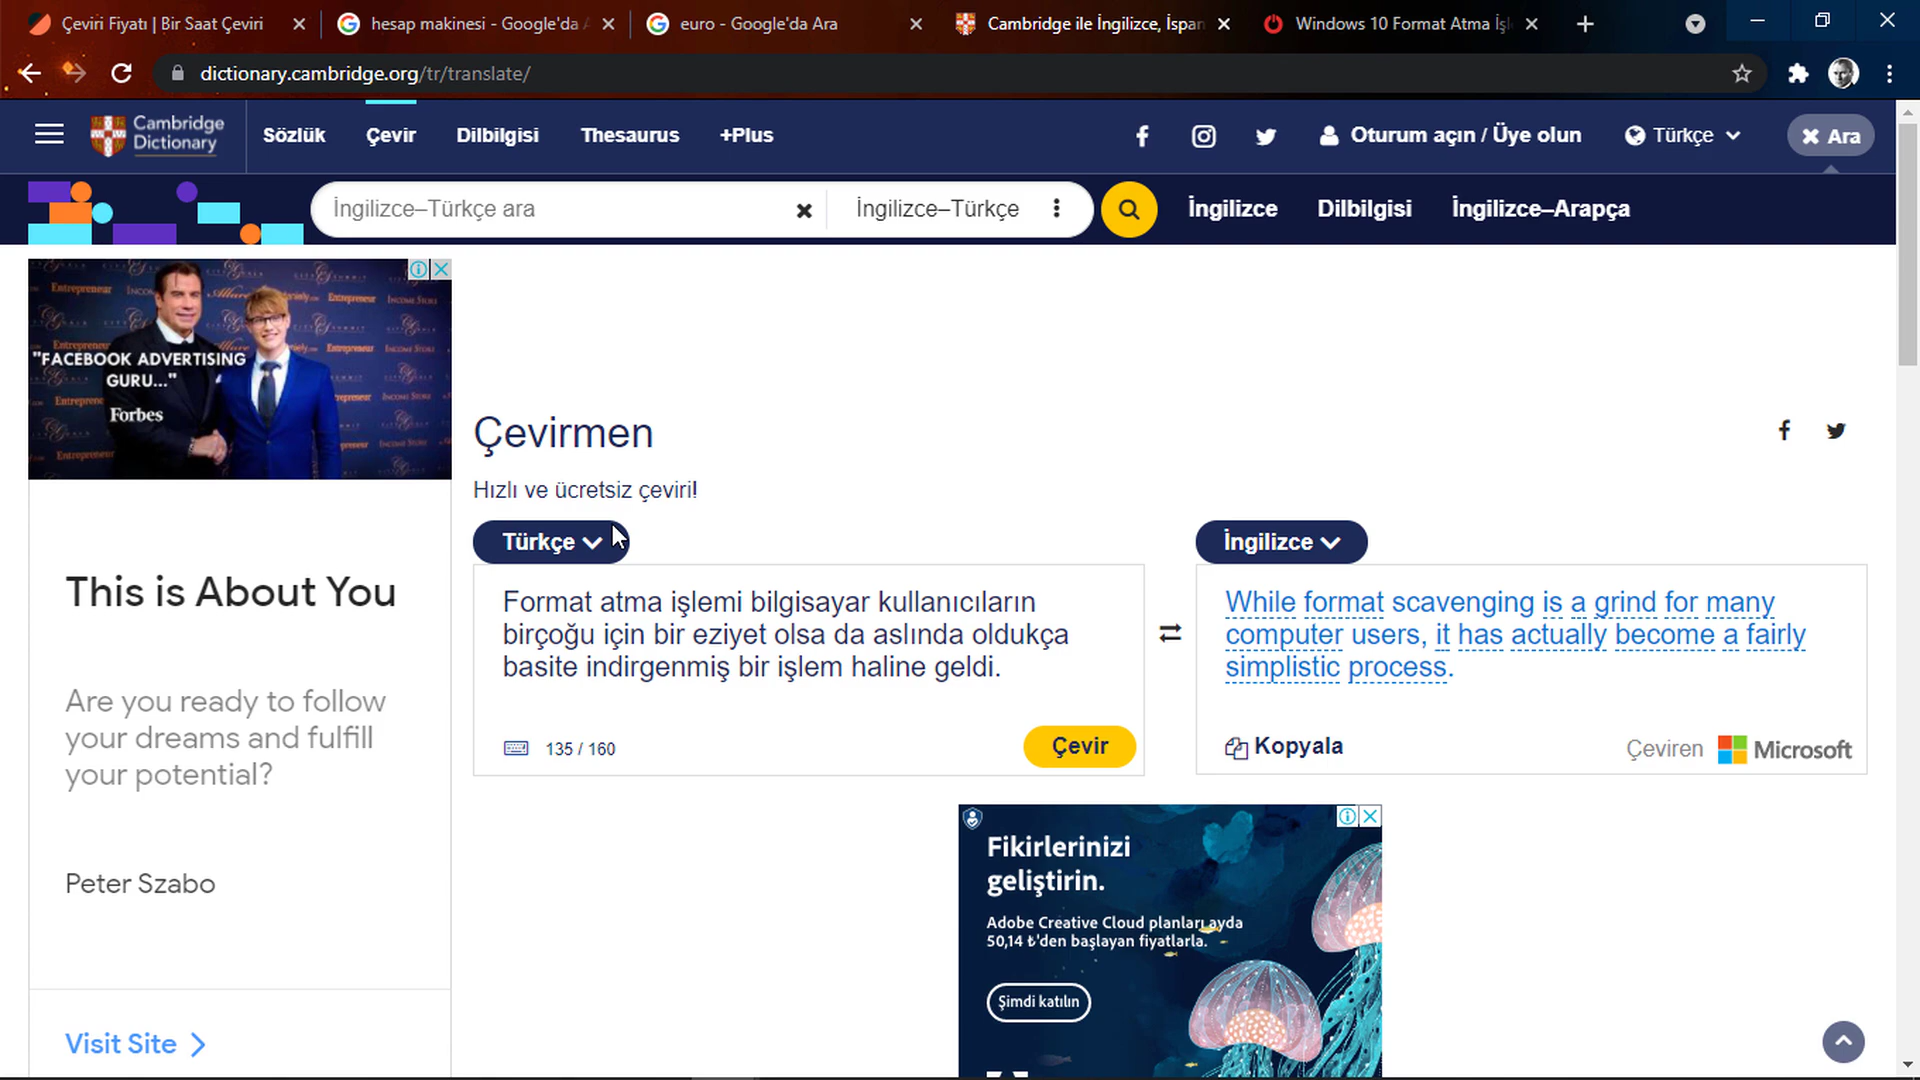 Çeviri Fiyatı | Bir Saat Çeviri
hesap makinesi - Google'da A
euro - Google'da Ara
Cambridge ile İngilizce, İspan
Windows 10 Format Atma İşl
dictionary.cambridge.org/tr/translate/
Cambridge
Dictionary
Sözlük
Çevir
Dilbilgisi
Thesaurus
+Plus
Oturum açın / Üye olun
Türkçe
Ara
İngilizce–Türkçe ara
İngilizce–Türkçe
İngilizce
Dilbilgisi
İngilizce–Arapça
"FACEBOOK ADVERTISING
GURU..."
Forbes
This is About You
Are you ready to follow
your dreams and fulfill
your potential?
Peter Szabo
Visit Site
Çevirmen
Hızlı ve ücretsiz çeviri!
Türkçe
Format atma işlemi bilgisayar kullanıcıların
birçoğu için bir eziyet olsa da aslında oldukça
basite indirgenmiş bir işlem haline geldi.
135 / 160
Çevir
İngilizce
While format scavenging is a grind for many
computer users, it has actually become a fairly
simplistic process.
Kopyala
Çeviren
Microsoft
Fikirlerinizi
geliştirin.
Adobe Creative Cloud planları ayda
50,14 ₺'den başlayan fiyatlarla.
Şimdi katılın